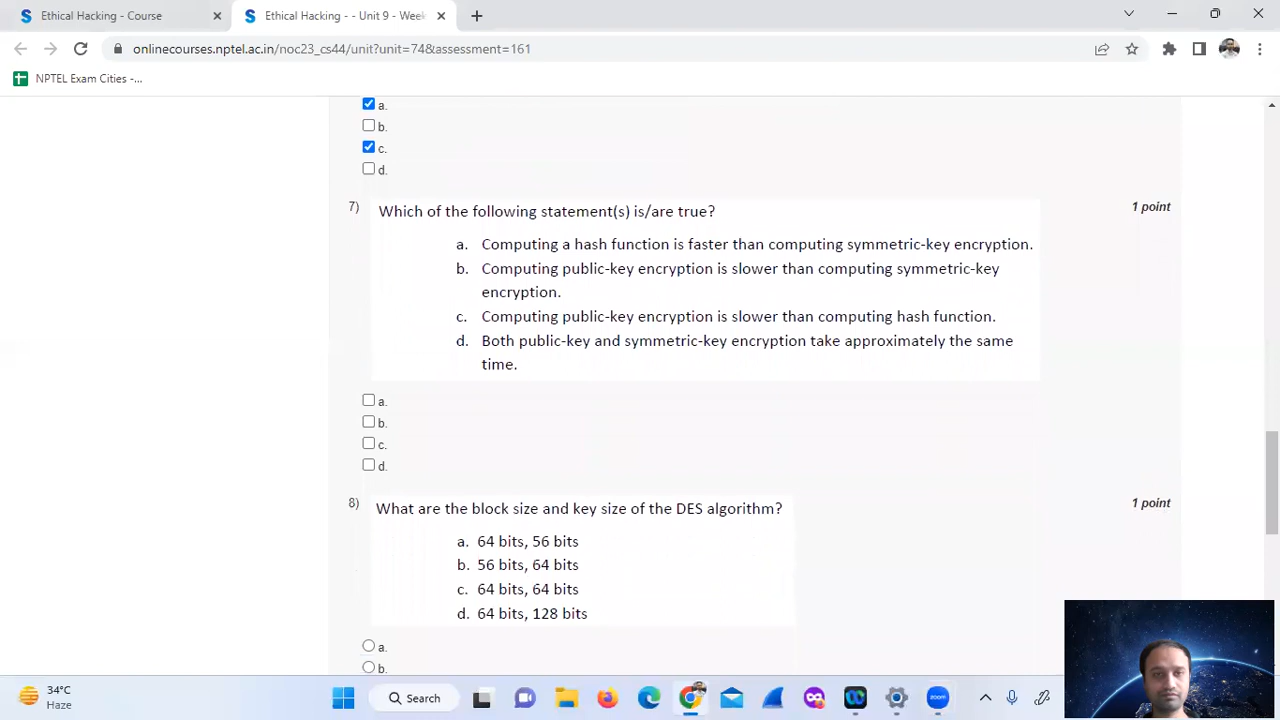 Ethical Hacking - Course
Ethical Hacking - - Unit 9 - Week
onlinecourses.nptel.ac.in/noc23_cs44/unit?unit=74&assessment=161
NPTEL Exam Cities -...
a.
b.
c.
d.
7) Which of the following statement(s) is/are true? 1 point
a. Computing a hash function is faster than computing symmetric-key encryption.
b. Computing public-key encryption is slower than computing symmetric-key
encryption.
c. Computing public-key encryption is slower than computing hash function.
d. Both public-key and symmetric-key encryption take approximately the same
time.
a.
b.
c.
d.
8) What are the block size and key size of the DES algorithm? 1 point
a. 64 bits, 56 bits
b. 56 bits, 64 bits
c. 64 bits, 64 bits
d. 64 bits, 128 bits
a.
b.
34°C
Haze
Search
zoom